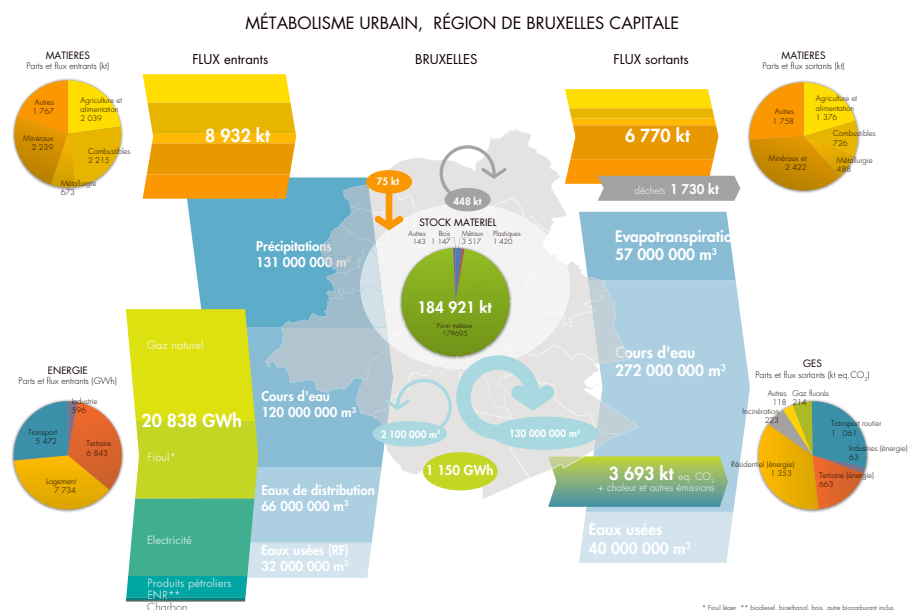 MÉTABOLISME URBAIN, RÉGION DE BRUXELLES CAPITALE
MATIERES
Parts et flux entrants (kt)
Autres
1 767
Agriculture et
alimentation
2 039
Minéraux
2 239
Combustibles
2 215
Métallurgie
673
FLUX entrants
8 932 kt
BRUXELLES
FLUX sortants
6 770 kt
déchets 1 730 kt
MATIERES
Parts et flux sortants (kt)
Autres
1 758
Agriculture et
alimentation
1 376
Combustibles
726
Minéraux et
2 422
Métallurgie
488
75 kt
448 kt
STOCK MATERIEL
Autres
143
Bois
1 147
Métaux
3 517
Plastiques
1 420
184 921 kt
Non métaux
178695
Précipitations
131 000 000 m³
Cours d'eau
120 000 000 m³
Eaux de distribution
66 000 000 m³
Eaux usées (RF)
32 000 000 m³
Evapotranspiratio
57 000 000 m³
Cours d'eau
272 000 000 m³
3 693 kt eq. CO₂
+ chaleur et autres émissions
Eaux usées
40 000 000 m³
2 100 000 m³
130 000 000 m³
1 150 GWh
ENERGIE
Parts et flux entrants (GWh)
Industrie
596
Transport
5 472
Tertiaire
6 843
Logement
7 734
Gaz naturel
20 838 GWh
Fioul*
Electricité
Produits pétroliers
ENR**
Charbon
GES
Parts et flux sortants (kt eq.CO₂)
Autres
118
Gaz fluorés
214
Incinération
223
Transport routier
1 061
Industries (énergie)
63
Résidentiel (énergie)
1 353
Tertiaire (énergie)
663
* Fioul léger, ** biodiesel, bioethanol, bois, autre biocarburant inclus.